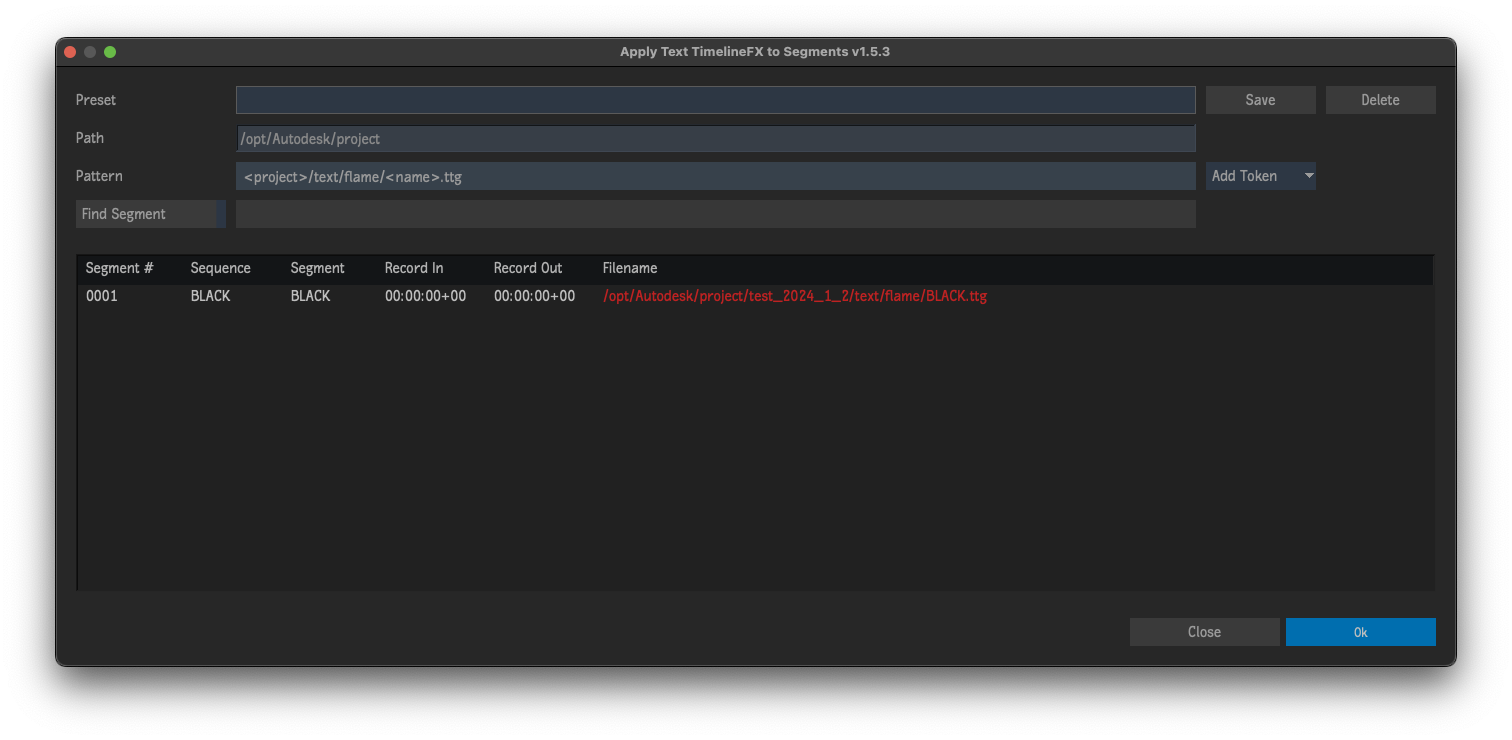 Apply Text TimelineFX to Segments v1.5.3
Preset Save Delete
Path /opt/Autodesk/project
Pattern <project>/text/flame/<name>.ttg Add Token
Find Segment
Segment # Sequence Segment Record In Record Out Filename
0001 BLACK BLACK 00:00:00+00 00:00:00+00 /opt/Autodesk/project/test_2024_1_2/text/flame/BLACK.ttg
Close Ok